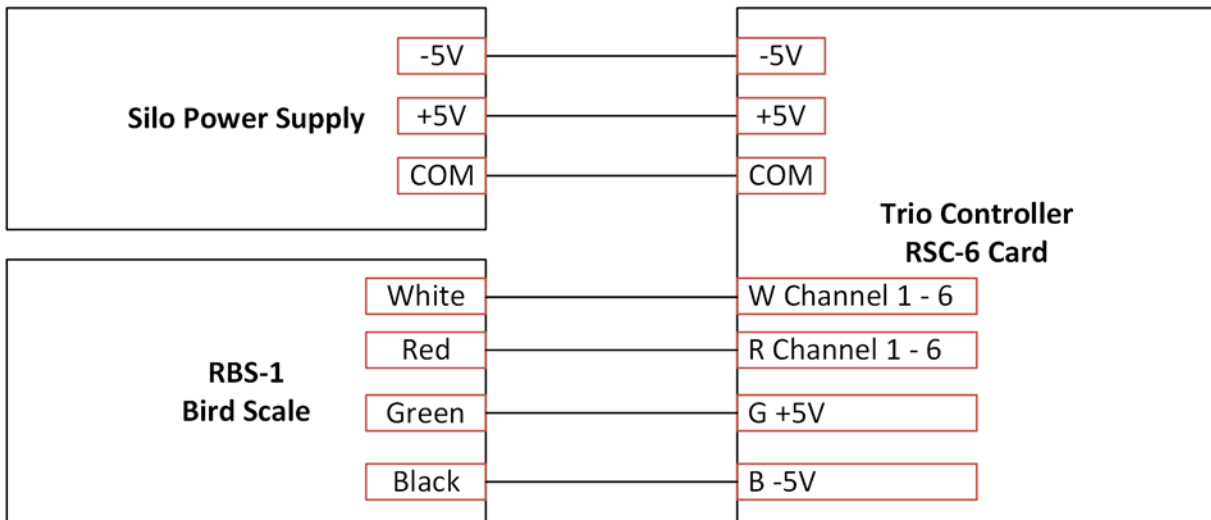 Silo Power Supply
-5V
+5V
COM
-5V
+5V
COM
Trio Controller
RSC-6 Card
RBS-1
Bird Scale
White
Red
Green
Black
W Channel 1 - 6
R Channel 1 - 6
G +5V
B -5V